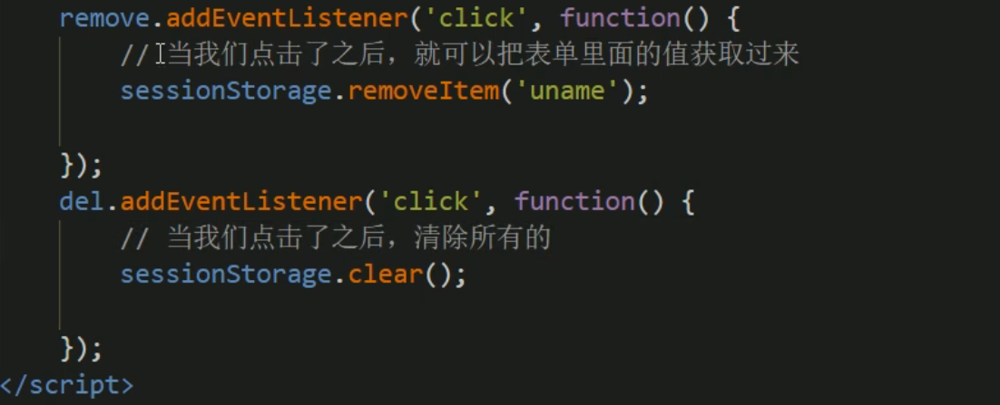 remove.addEventListener('click', function() {
// 当我们点击了之后，就可以把表单里面的值获取过来
sessionStorage.removeItem('uname');
});
del.addEventListener('click', function() {
// 当我们点击了之后，清除所有的
sessionStorage.clear();
});
</script>